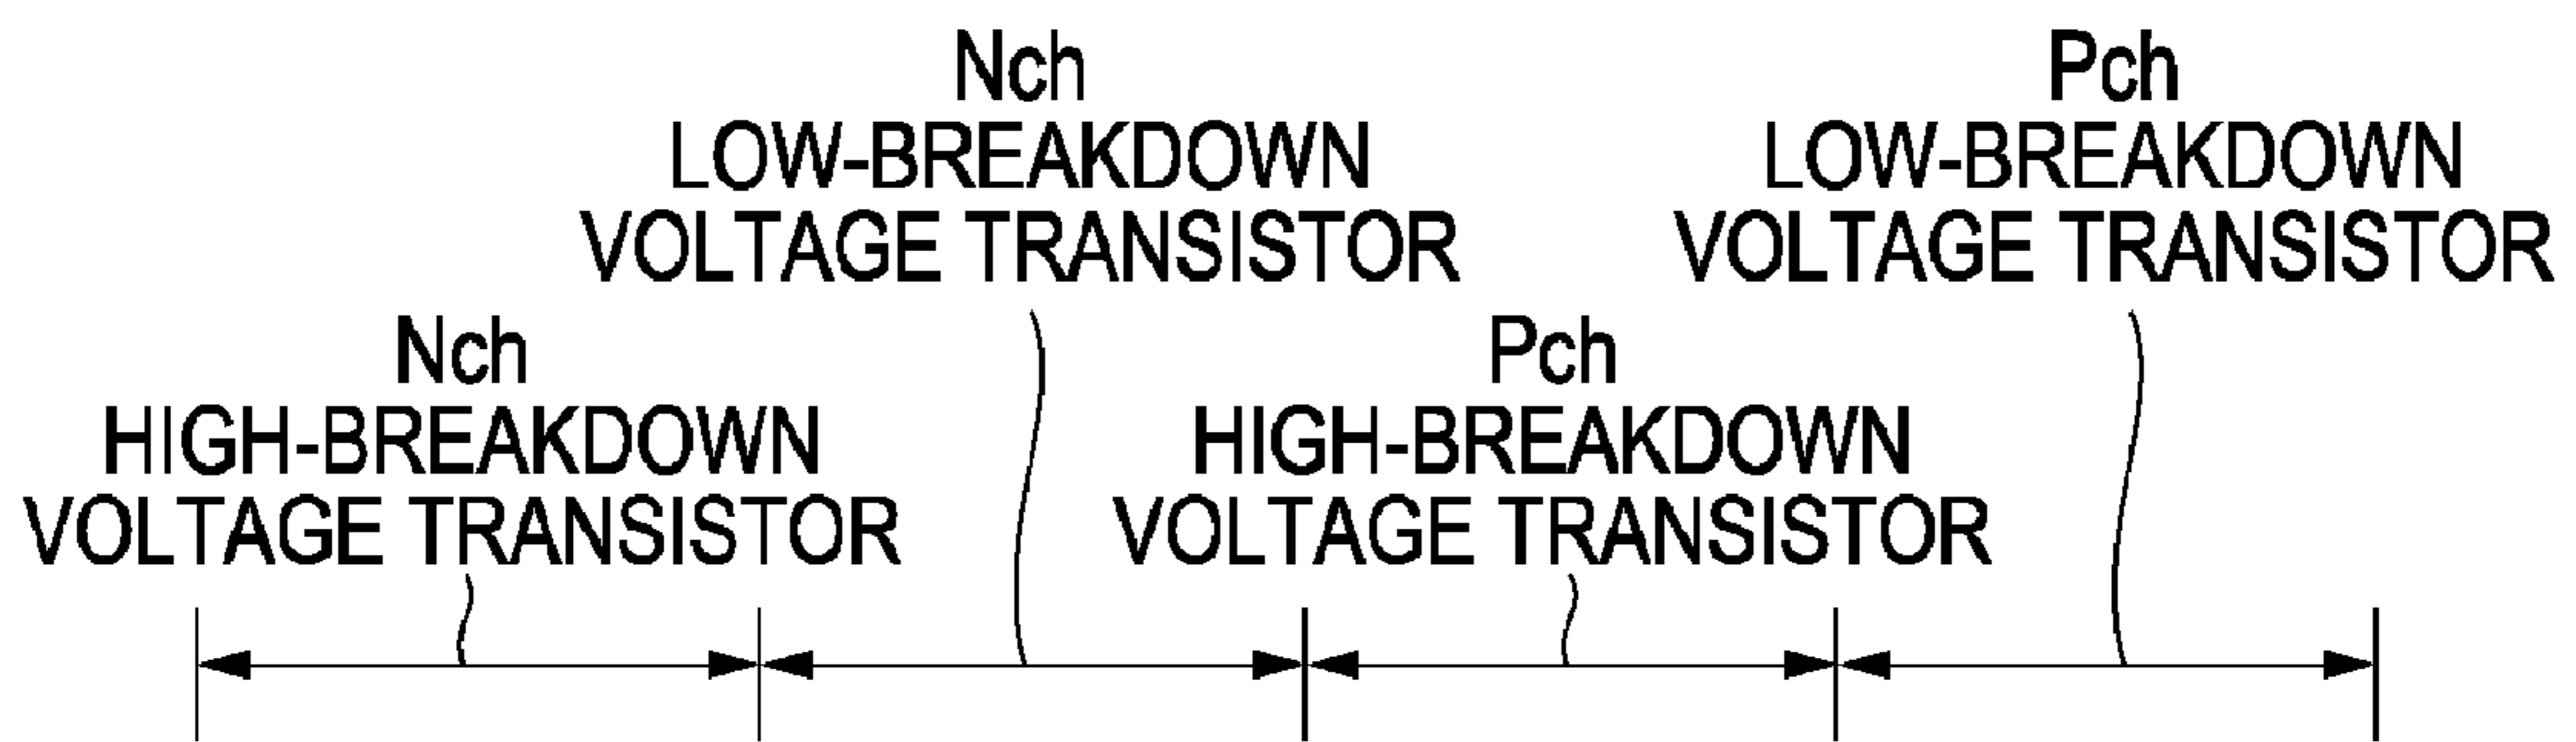 Nch
HIGH-BREAKDOWN
VOLTAGE TRANSISTOR
Nch
LOW-BREAKDOWN
VOLTAGE TRANSISTOR
Pch
HIGH-BREAKDOWN
VOLTAGE TRANSISTOR
Pch
LOW-BREAKDOWN
VOLTAGE TRANSISTOR